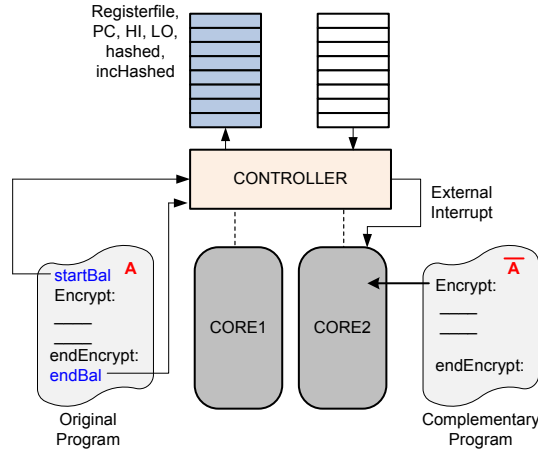 Registerfile,
PC, HI, LO,
hashed,
incHashed
CONTROLLER
External
Interrupt
startBal A
Encrypt:
endEncrypt:
endBal
CORE1
CORE2
A
Encrypt:
endEncrypt:
Original
Program
Complementary
Program